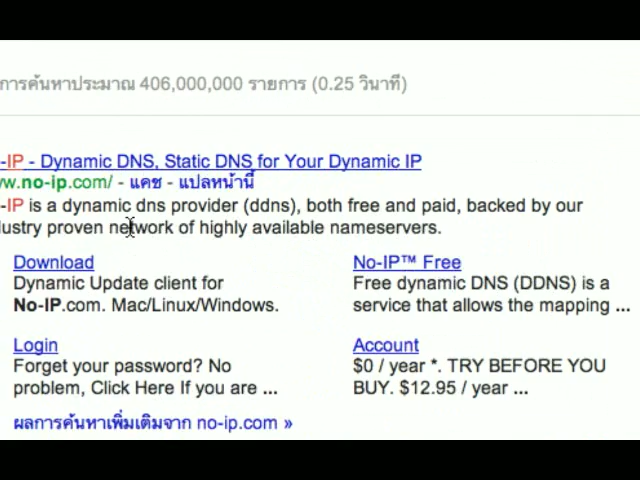 การค้นหาประมาณ 406,000,000 รายการ (0.25 วินาที)
-IP - Dynamic DNS, Static DNS for Your Dynamic IP
w.no-ip.com/ - แคช - แปลหน้านี้
-IP is a dynamic dns provider (ddns), both free and paid, backed by our
dustry proven network of highly available nameservers.
Download
Dynamic Update client for
No-IP.com. Mac/Linux/Windows.
No-IP™ Free
Free dynamic DNS (DDNS) is a
service that allows the mapping ...
Login
Forget your password? No
problem, Click Here If you are ...
Account
$0 / year *. TRY BEFORE YOU
BUY. $12.95 / year ...
ผลการค้นหาเพิ่มเติมจาก no-ip.com »